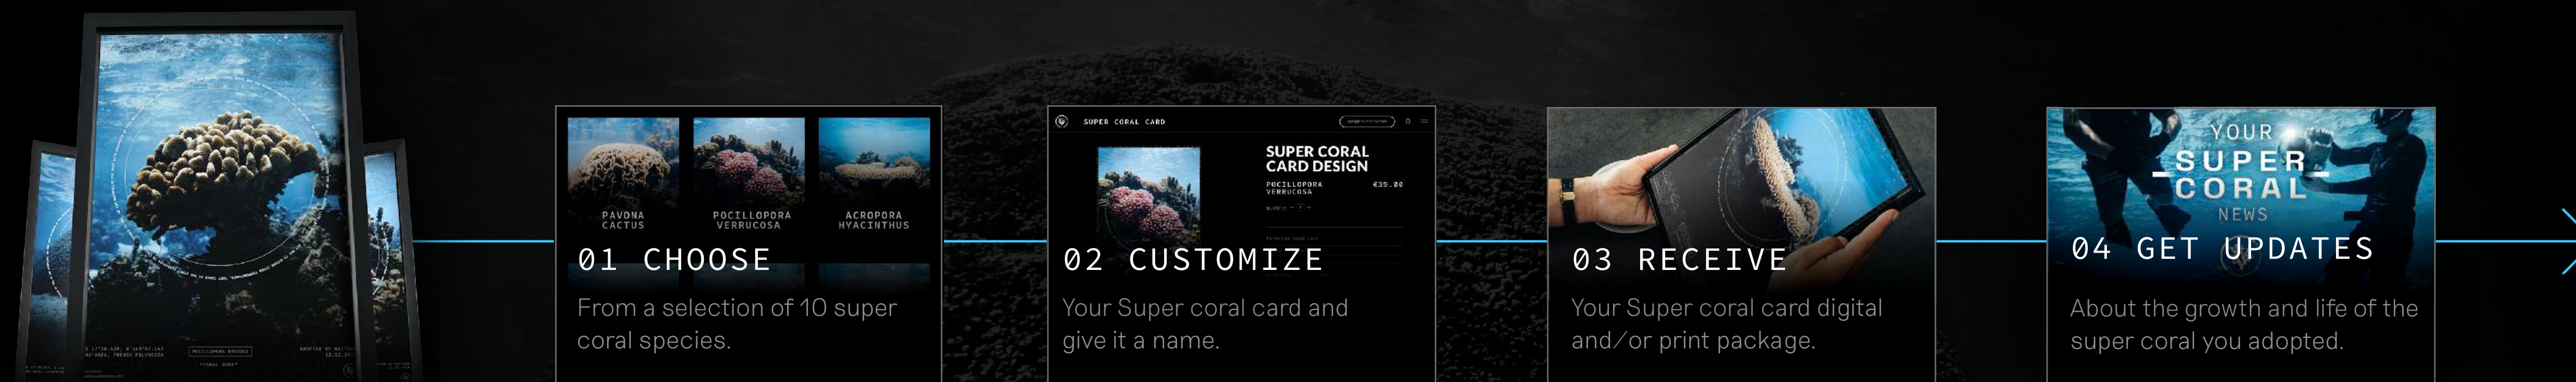 PAVONA
CACTUS
POCILLOPORA
VERRUCOSA
ACROPORA
HYACINTHUS
01 CHOOSE
From a selection of 10 super
coral species.
SUPER CORAL CARD
SUPER CORAL
CARD DESIGN
POCILLOPORA
VERRUCOSA
€39.00
02 CUSTOMIZE
Your Super coral card and
give it a name.
03 RECEIVE
Your Super coral card digital
and/or print package.
YOUR
SUPER
CORAL
NEWS
04 GET UPDATES
About the growth and life of the
super coral you adopted.